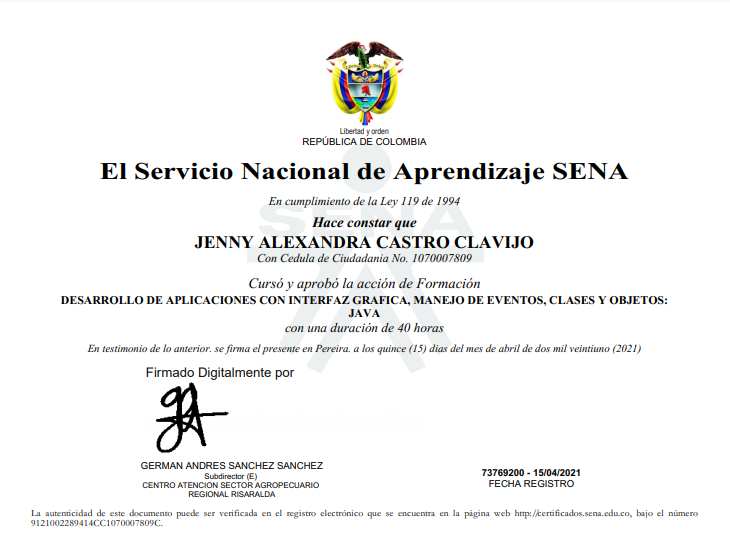 Libertad y orden
REPÚBLICA DE COLOMBIA
El Servicio Nacional de Aprendizaje SENA
En cumplimiento de la Ley 119 de 1994
SENA
Hace constar que
JENNY ALEXANDRA CASTRO CLAVIJO
Con Cedula de Ciudadania No. 1070007809
Cursó y aprobó la acción de Formación
DESARROLLO DE APLICACIONES CON INTERFAZ GRAFICA, MANEJO DE EVENTOS, CLASES Y OBJETOS:
JAVA
con una duración de 40 horas
En testimonio de lo anterior. se firma el presente en Pereira. a los quince (15) dias del mes de abril de dos mil veintiuno (2021)
Firmado Digitalmente por
GERMAN ANDRES SANCHEZ SANCHEZ
Subdirector (E)
CENTRO ATENCION SECTOR AGROPECUARIO
REGIONAL RISARALDA
73769200 - 15/04/2021
FECHA REGISTRO
La autenticidad de este documento puede ser verificada en el registro electrónico que se encuentra en la página web http://certificados.sena.edu.co, bajo el número
9121002289414CC1070007809C.